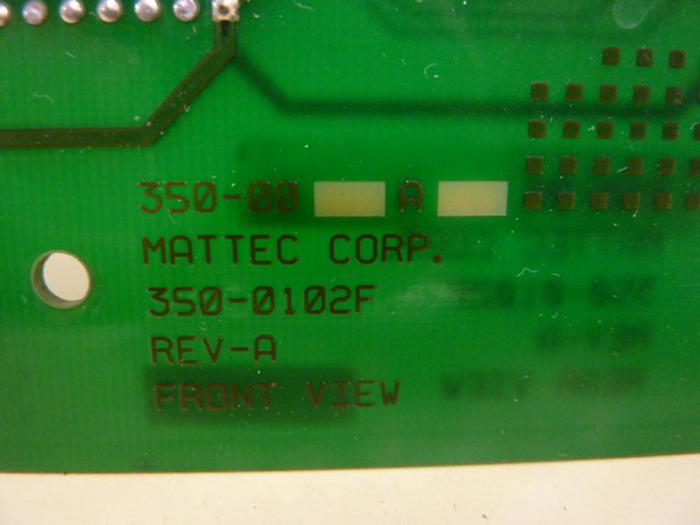 350-00 A
MATTEC CORP.
350-0102F
REV-A
FRONT VIEW